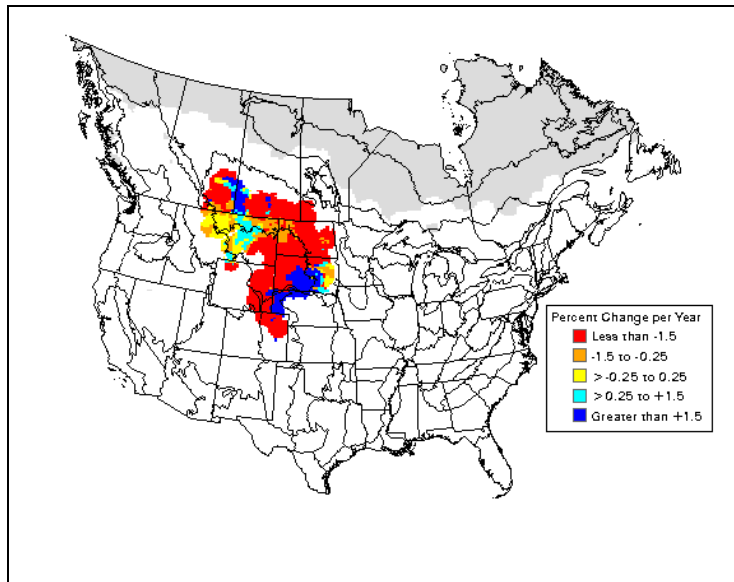 Percent Change per Year
Less than -1.5
-1.5 to -0.25
> -0.25 to 0.25
> 0.25 to +1.5
Greater than +1.5